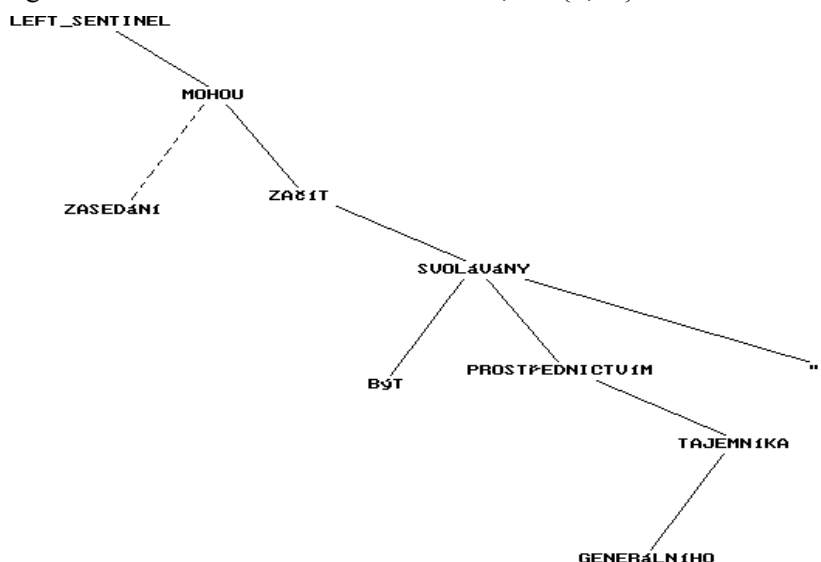 LEFT_SENTINEL
MOHOU
ZASEDáNí ZAčíT
SVOLáVáNY
BýT PROSTřEDNICTVíM "
TAJEMNíKA
GENERáLNíHO